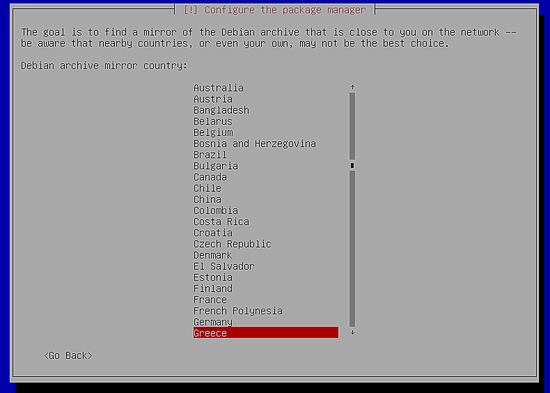 [!] Configure the package manager
The goal is to find a mirror of the Debian archive that is close to you on the network --
be aware that nearby countries, or even your own, may not be the best choice.
Debian archive mirror country:
Australia
Austria
Bangladesh
Belarus
Belgium
Bosnia and Herzegovina
Brazil
Bulgaria
Canada
Chile
China
Colombia
Costa Rica
Croatia
Czech Republic
Denmark
El Salvador
Estonia
Finland
France
French Polynesia
Germany
Greece
<Go Back>